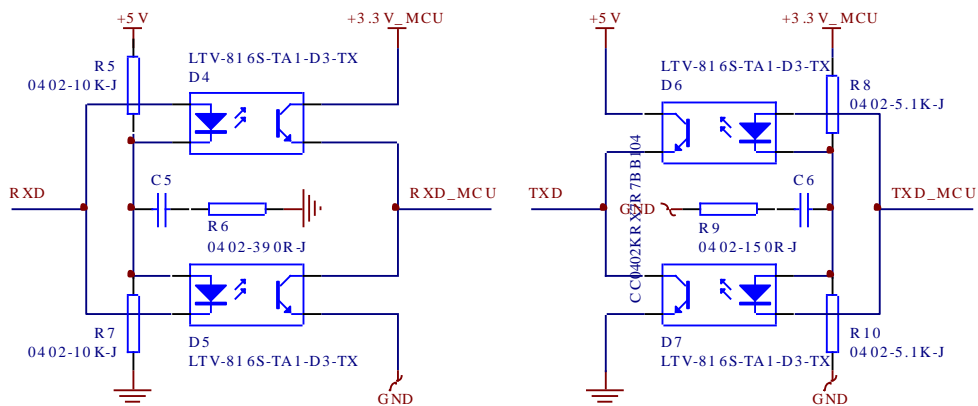 +5V
+3.3V_MCU
+5V
+3.3V_MCU
LTV-816S-TA1-D3-TX
D4
R5
0402-10K-J
LTV-816S-TA1-D3-TX
D6
R8
0402-5.1K-J
RXD
C5
R6
0402-390R-J
RXD_MCU
TXD
GND
CC0402KRX7R7BB104
R9
0402-150R-J
C6
TXD_MCU
R7
0402-10K-J
D5
LTV-816S-TA1-D3-TX
GND
D7
LTV-816S-TA1-D3-TX
R10
0402-5.1K-J
GND